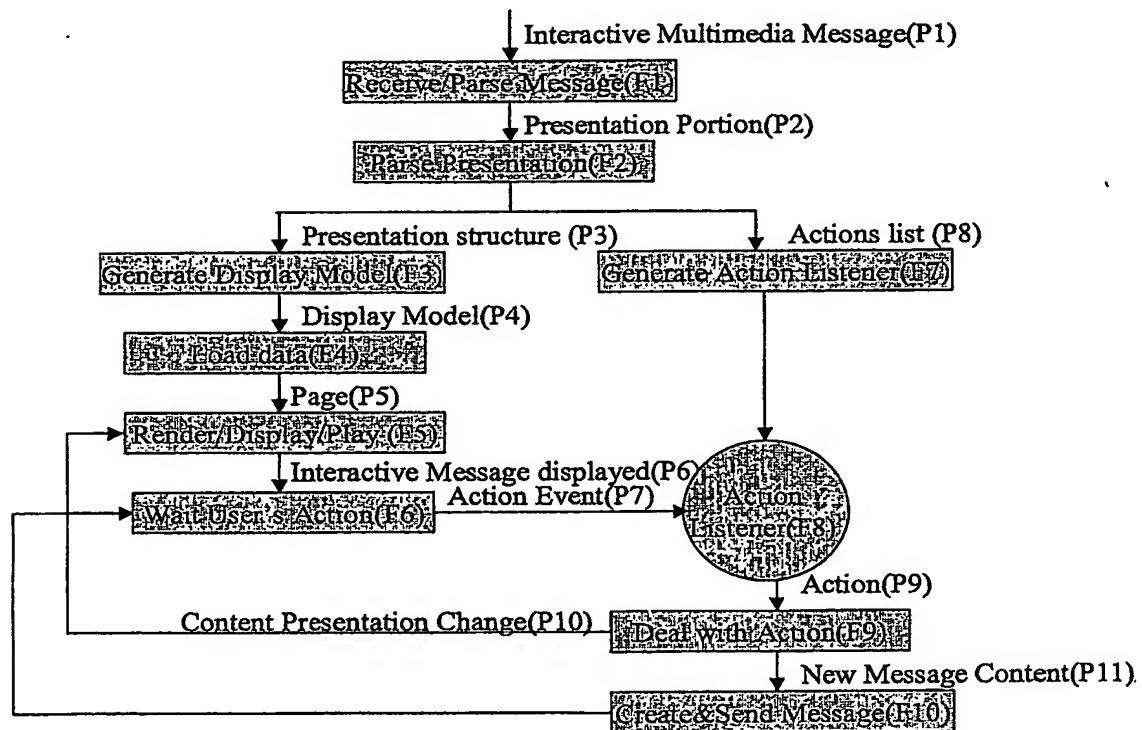 Interactive Multimedia Message(P1)
Receive/Parse Message(F1)
Presentation Portion(P2)
Parse Presentation(F2)
Presentation structure (P3)
Actions list (P8)
Generate Display Model(F3)
Generate Action Listener(F7)
Display Model(P4)
Load data(F4)
Page(P5)
Render/Display/Play (F5)
Interactive Message displayed(P6)
Action Event(P7)
Wait User's Action(F6)
Action
Listener(F8)
Action(P9)
Content Presentation Change(P10)
Deal with Action(F9)
New Message Content(P11)
Create&Send Message(F10)